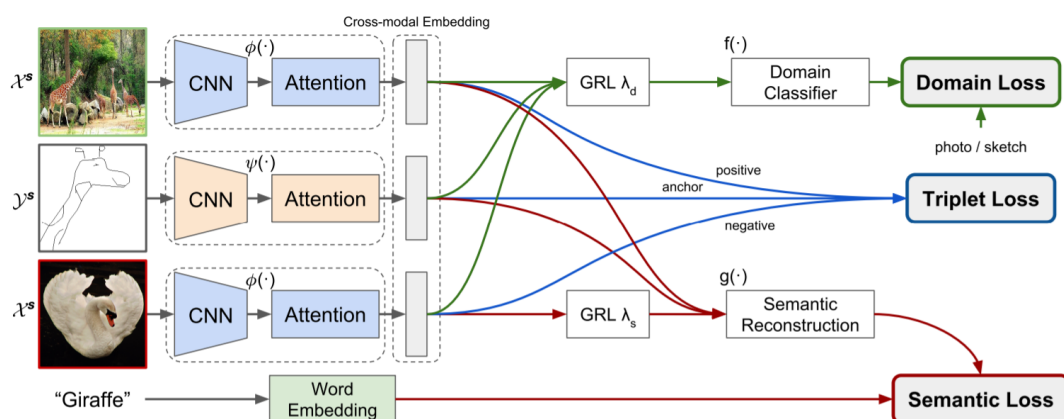 Cross-modal Embedding
𝒳ˢ
CNN
ϕ(·)
Attention
GRL λd
f(·)
Domain
Classifier
Domain Loss
photo / sketch
𝒴ˢ
CNN
ψ(·)
Attention
positive
anchor
negative
Triplet Loss
𝒳ˢ
CNN
ϕ(·)
Attention
GRL λs
g(·)
Semantic
Reconstruction
"Giraffe"
Word
Embedding
Semantic Loss